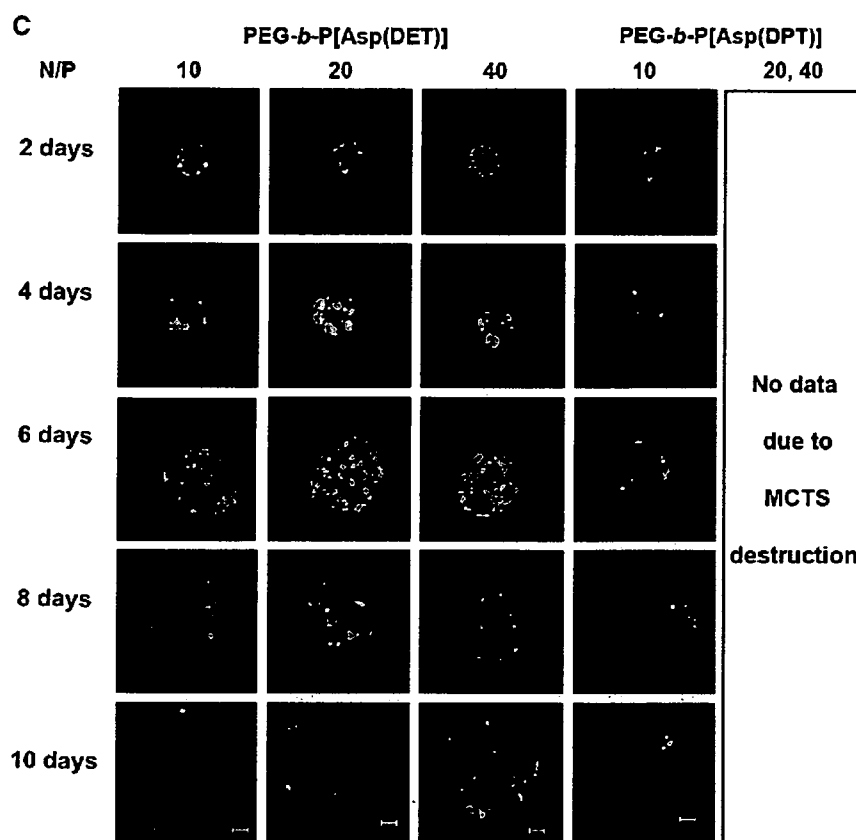 C
PEG-b-P[Asp(DET)] PEG-b-P[Asp(DPT)]
N/P 10 20 40 10 20, 40
2 days
4 days
6 days
8 days
10 days
No data
due to
MCTS
destruction